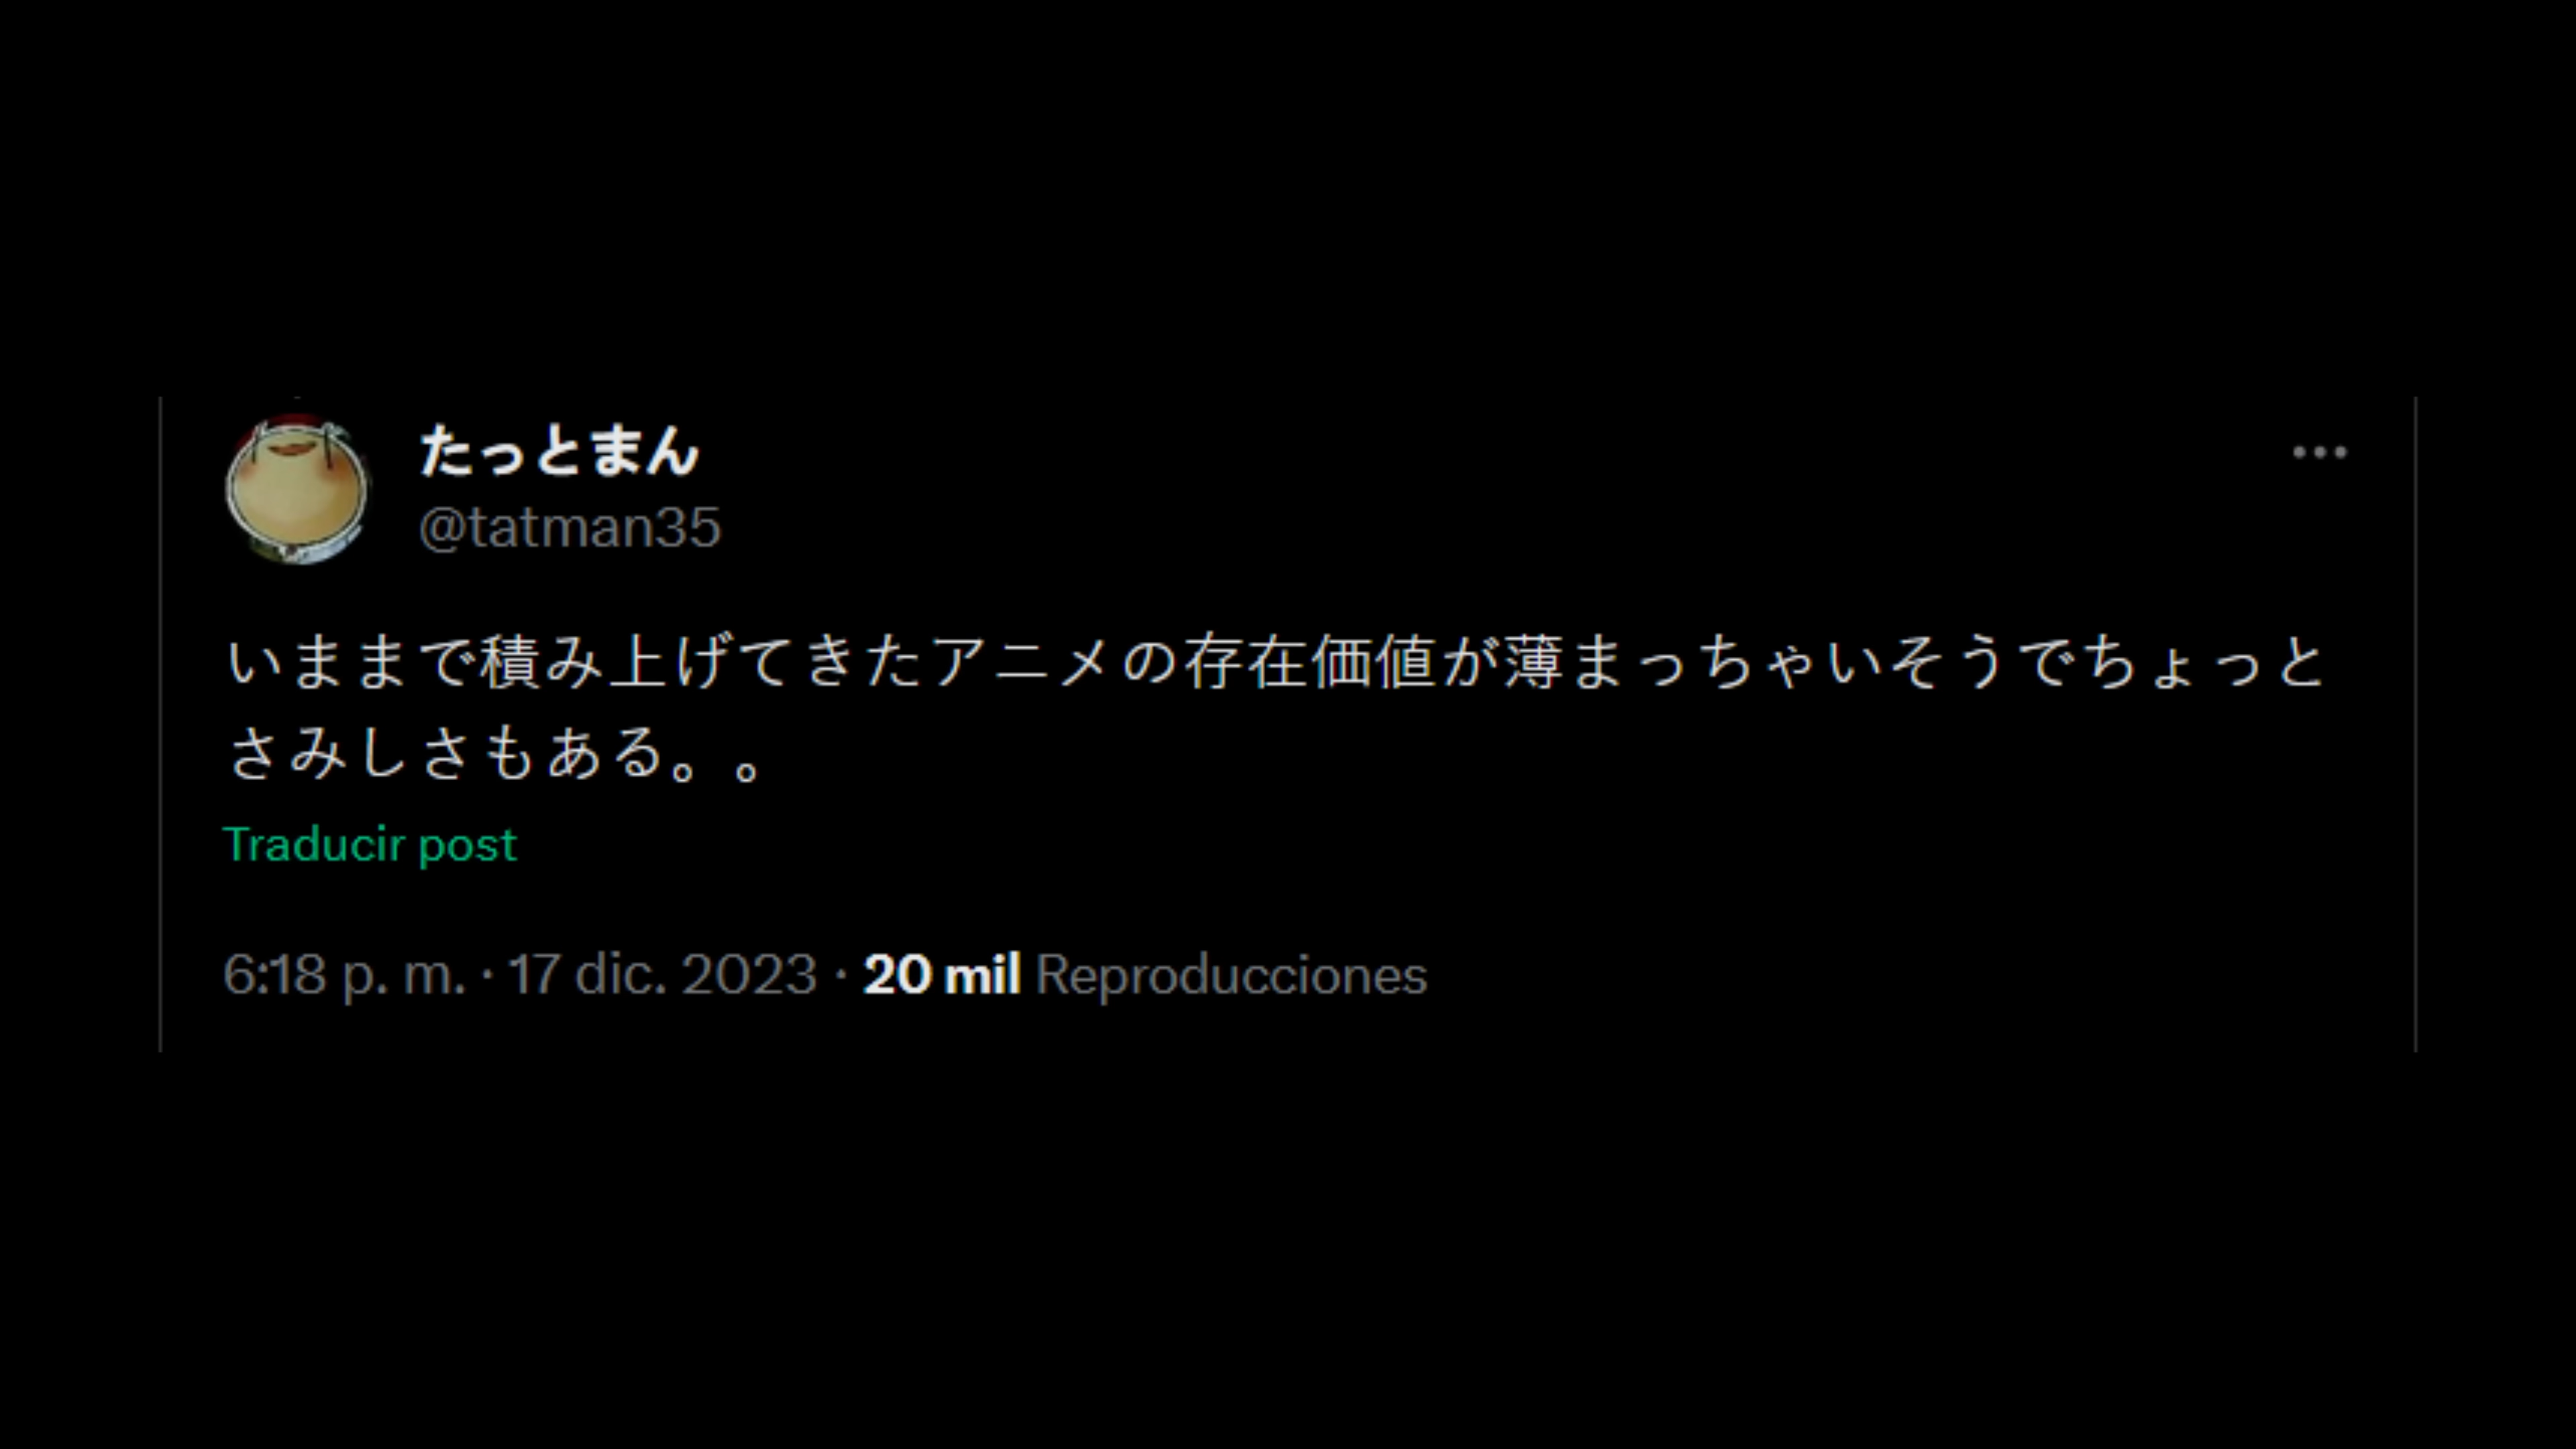 たっとまん
@tatman35
いままで積み上げてきたアニメの存在価値が薄まっちゃいそうでちょっと
さみしさもある。。
Traducir post
6:18 p. m. · 17 dic. 2023 · 20 mil Reproducciones